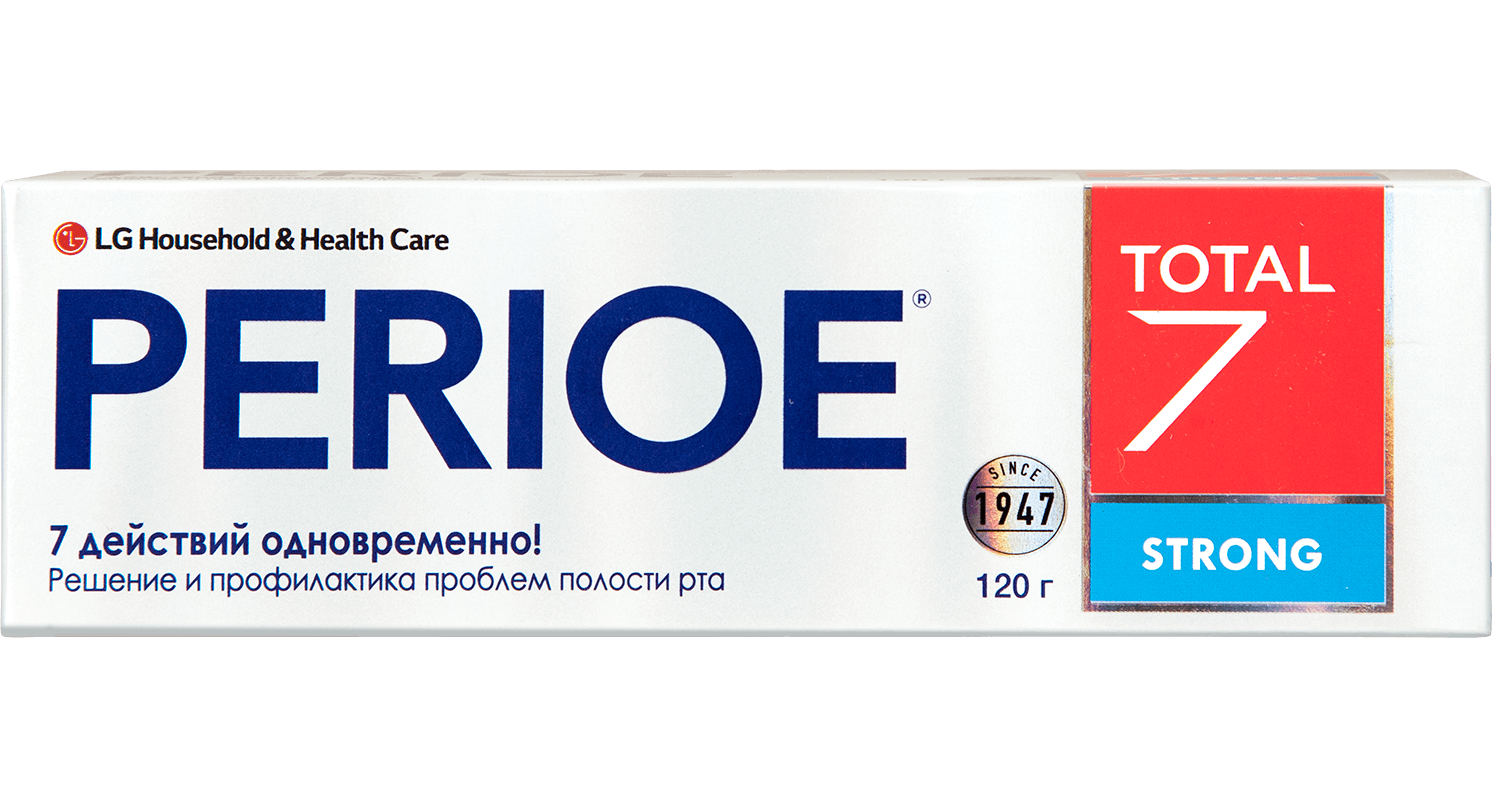 LG Household & Health Care
PERIOE®
7 действий одновременно!
Решение и профилактика проблем полости рта
SINCE
1947
120 г
TOTAL
7
STRONG